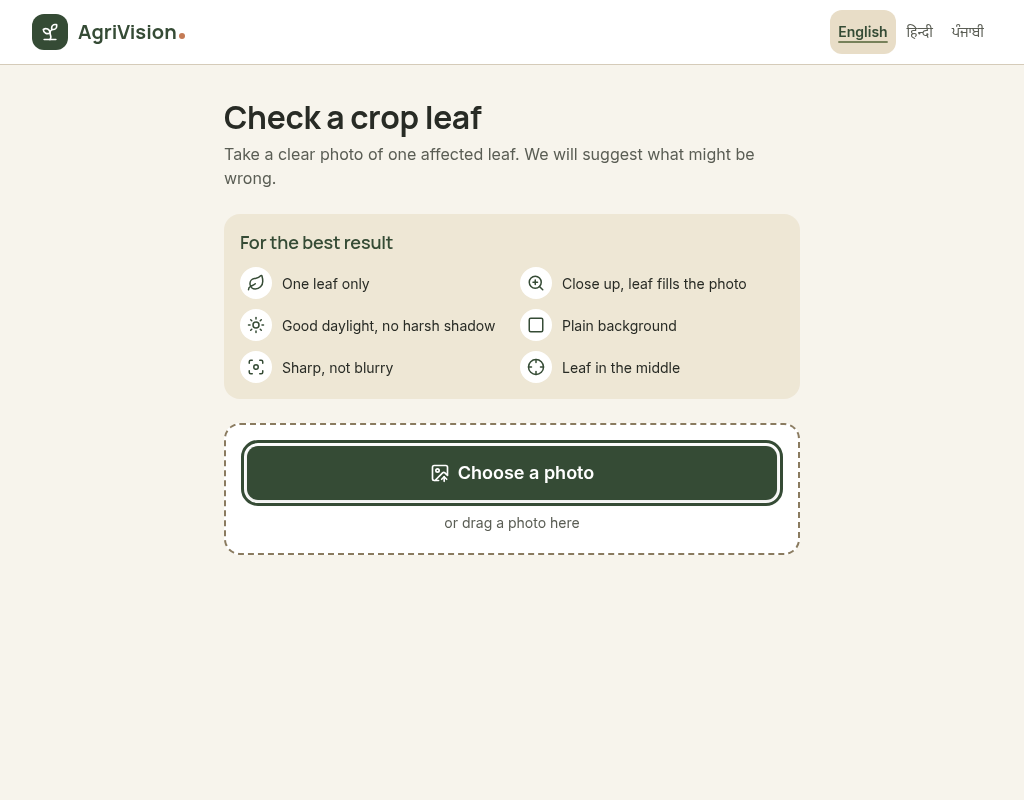 AgriVision
English हिन्दी ਪੰਜਾਬੀ
Check a crop leaf
Take a clear photo of one affected leaf. We will suggest what might be
wrong.
For the best result
One leaf only
Close up, leaf fills the photo
Good daylight, no harsh shadow
Plain background
Sharp, not blurry
Leaf in the middle
Choose a photo
or drag a photo here